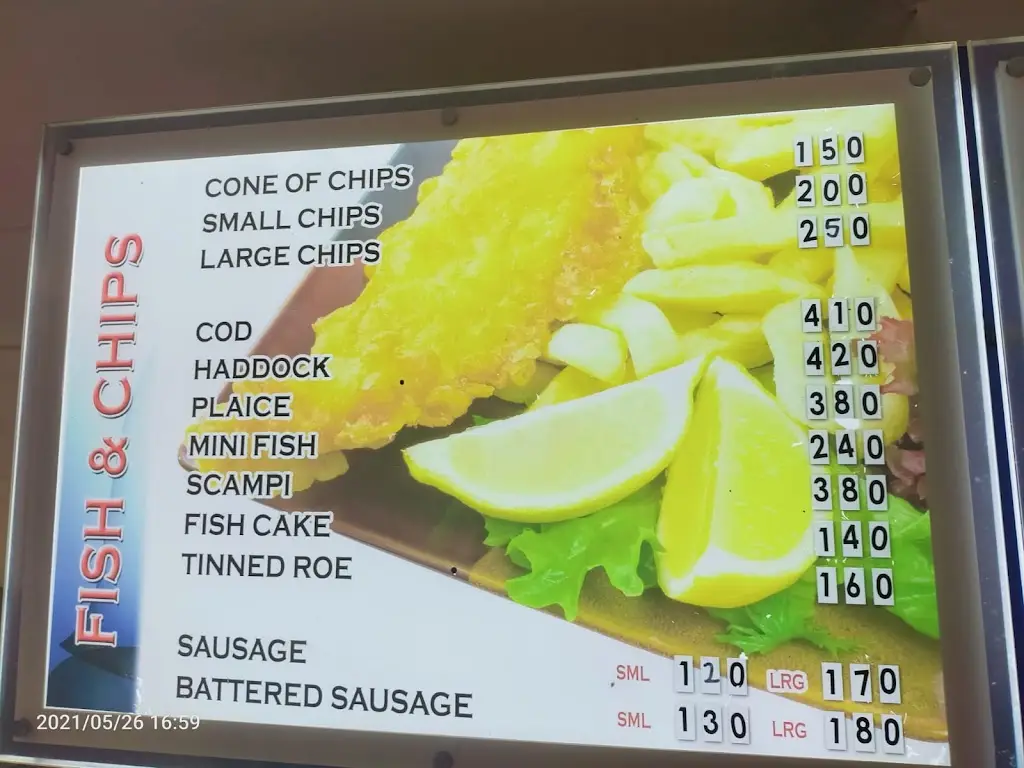 FISH & CHIPS
CONE OF CHIPS 150
SMALL CHIPS 200
LARGE CHIPS 250
COD 410
HADDOCK 420
PLAICE 380
MINI FISH 240
SCAMPI 380
FISH CAKE 140
TINNED ROE 160
SAUSAGE SML 120 LRG 170
BATTERED SAUSAGE SML 130 LRG 180
2021/05/26 16:59